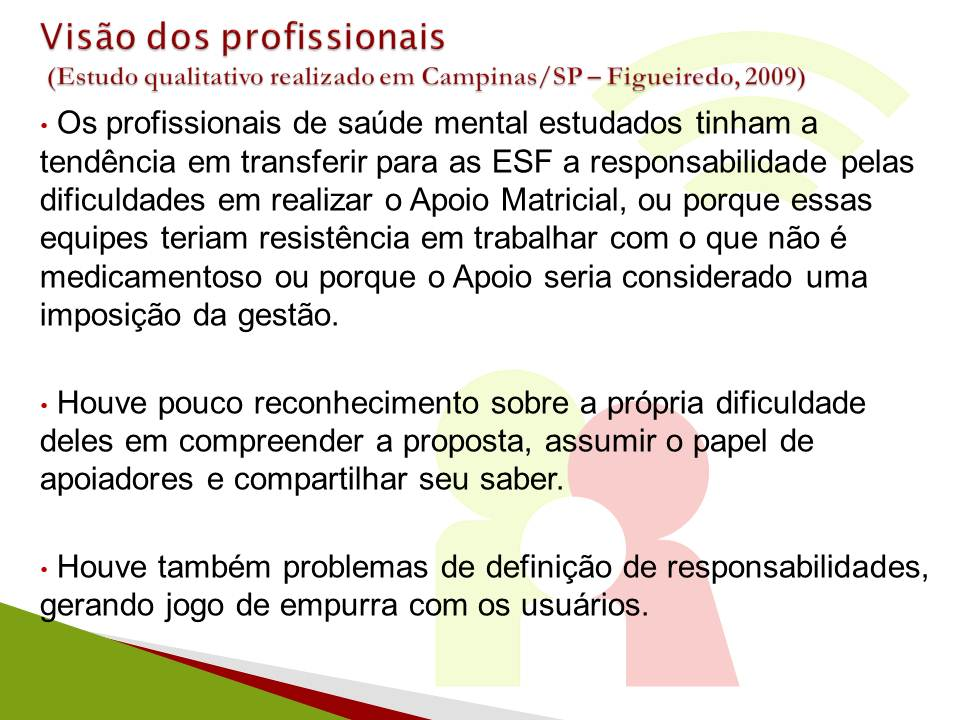 Visão dos profissionais
(Estudo qualitativo realizado em Campinas/SP – Figueiredo, 2009)
• Os profissionais de saúde mental estudados tinham a
tendência em transferir para as ESF a responsabilidade pelas
dificuldades em realizar o Apoio Matricial, ou porque essas
equipes teriam resistência em trabalhar com o que não é
medicamentoso ou porque o Apoio seria considerado uma
imposição da gestão.
• Houve pouco reconhecimento sobre a própria dificuldade
deles em compreender a proposta, assumir o papel de
apoiadores e compartilhar seu saber.
• Houve também problemas de definição de responsabilidades,
gerando jogo de empurra com os usuários.